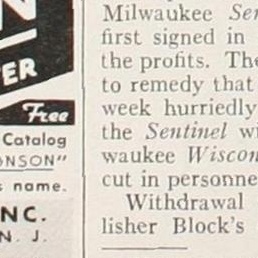 N
ER
Free
Catalog
ONSON"
s name.
NC.
N. J.
Milwaukee Sen
first signed in
the profits. The
to remedy that
week hurriedly
the Sentinel wi
waukee Wiscon
cut in personne
Withdrawal
lisher Block's